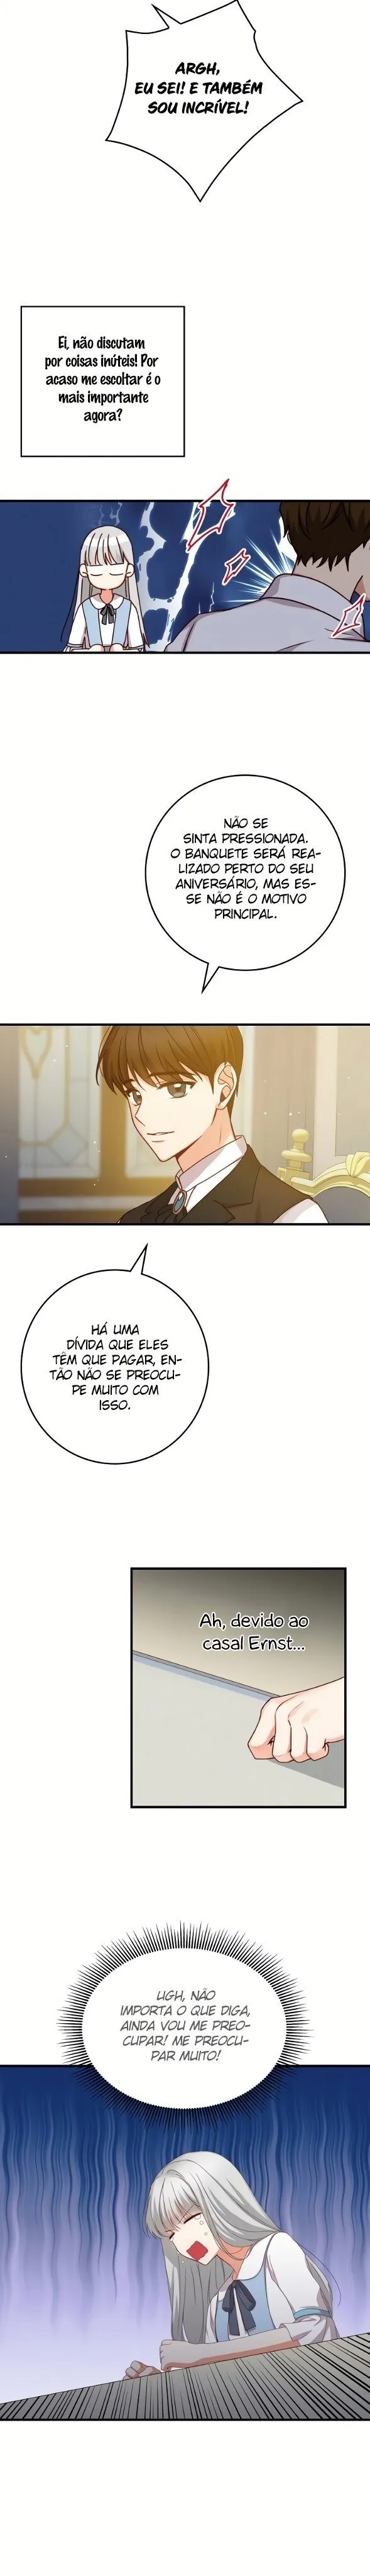 ARGH,
EU SEI! E TAMBÉM
SOU INCRÍVEL!
Ei, não discutam
por coisas inúteis! Por
acaso me escoltar é o
mais importante
agora?
NÃO SE
SINTA PRESSIONADA.
O BANQUETE SERÁ REA-
LIZADO PERTO DO SEU
ANIVERSÁRIO, MAS ES-
SE NÃO É O MOTIVO
PRINCIPAL.
HÁ UMA
DÍVIDA QUE ELES
TÊM QUE PAGAR, EN-
TÃO NÃO SE PREOCU-
PE MUITO COM
ISSO.
Ah, devido ao
casal Ernst...
UGH, NÃO
IMPORTA O QUE DIGA,
AINDA VOU ME PREO-
CUPAR! ME PREOCU-
PAR MUITO!